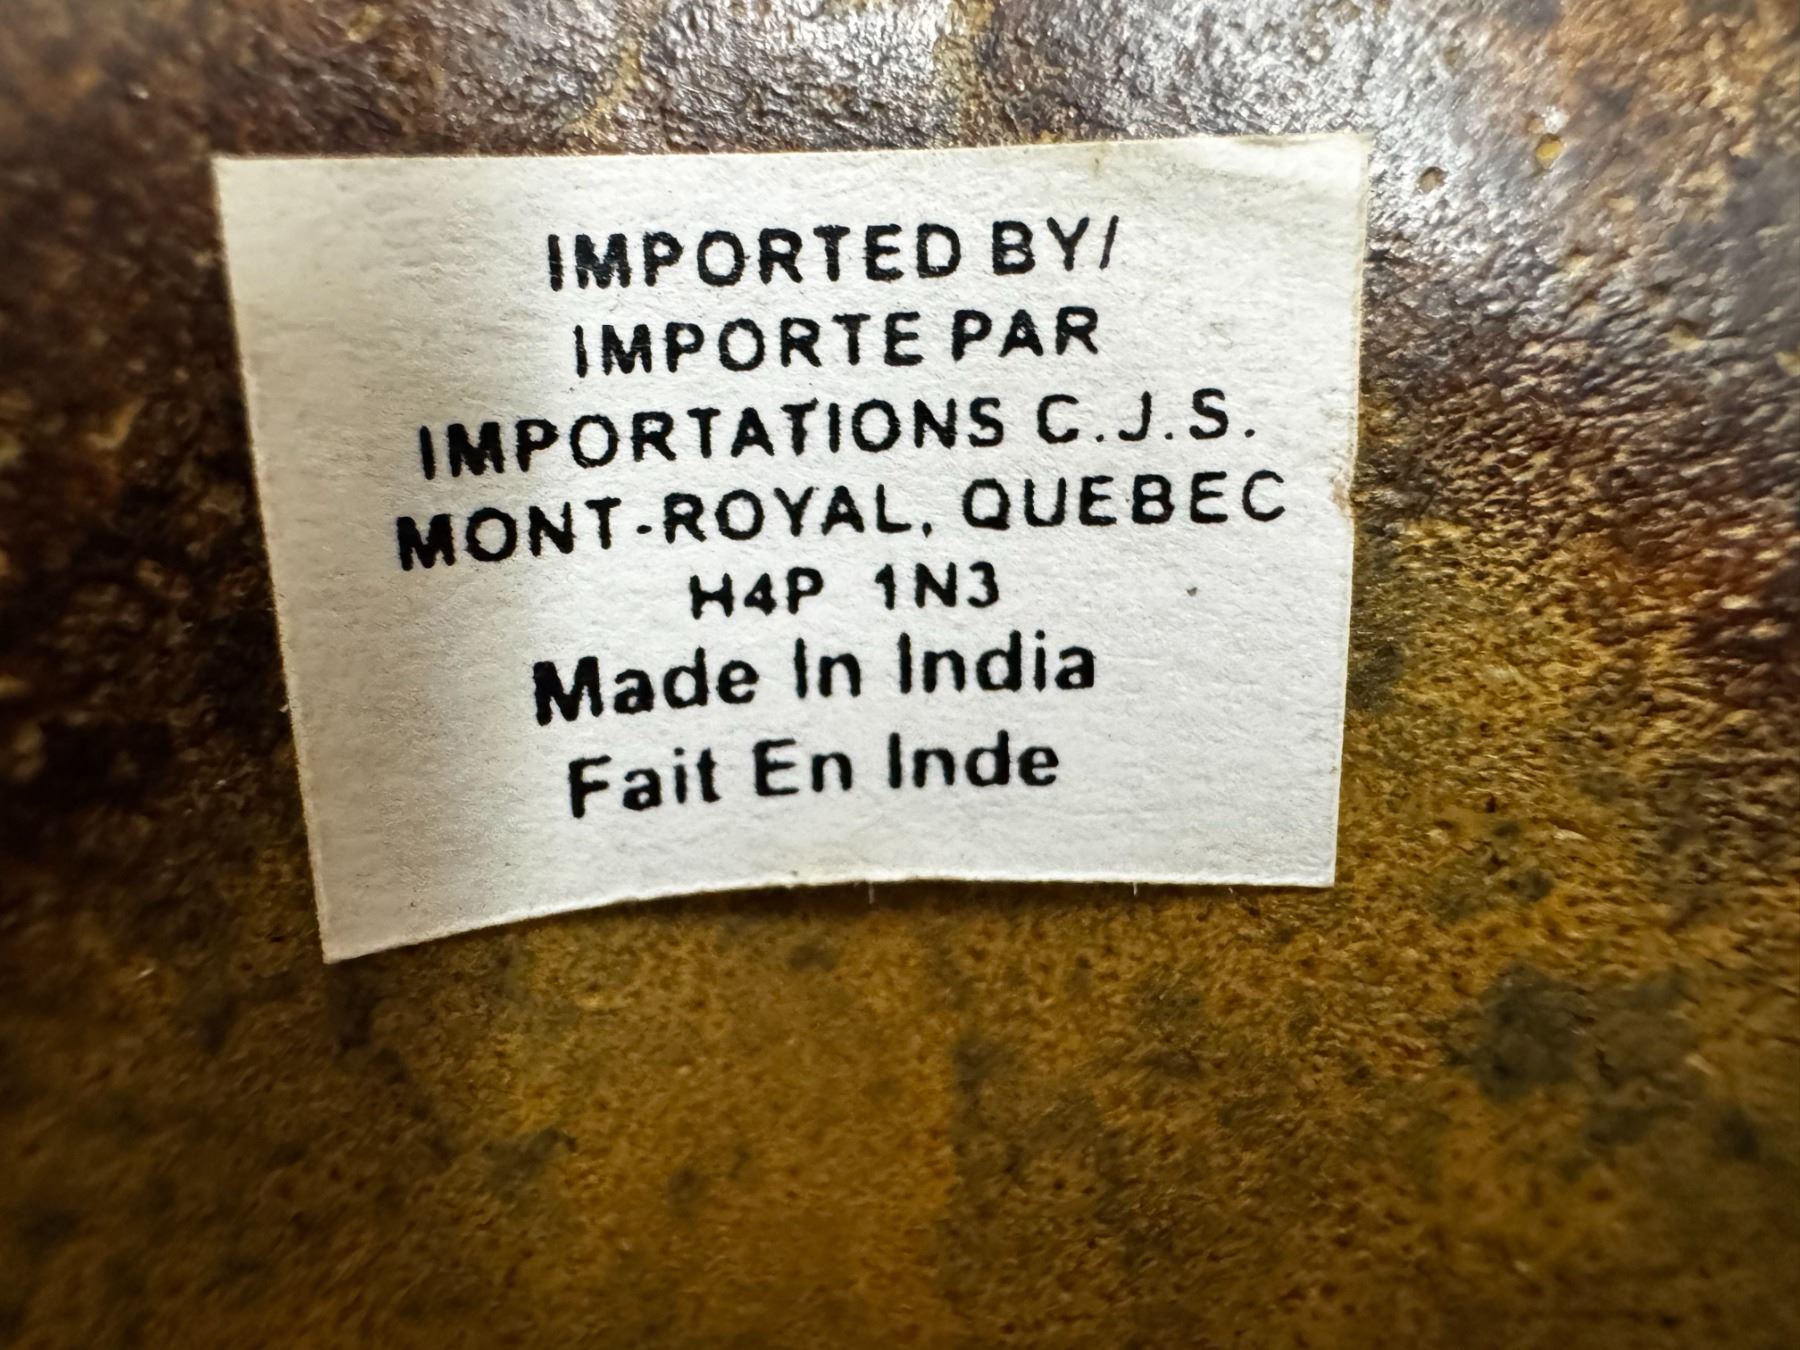 IMPORTED BY/
IMPORTE PAR
IMPORTATIONS C.J.S.
MONT-ROYAL, QUEBEC
H4P 1N3
Made In India
Fait En Inde